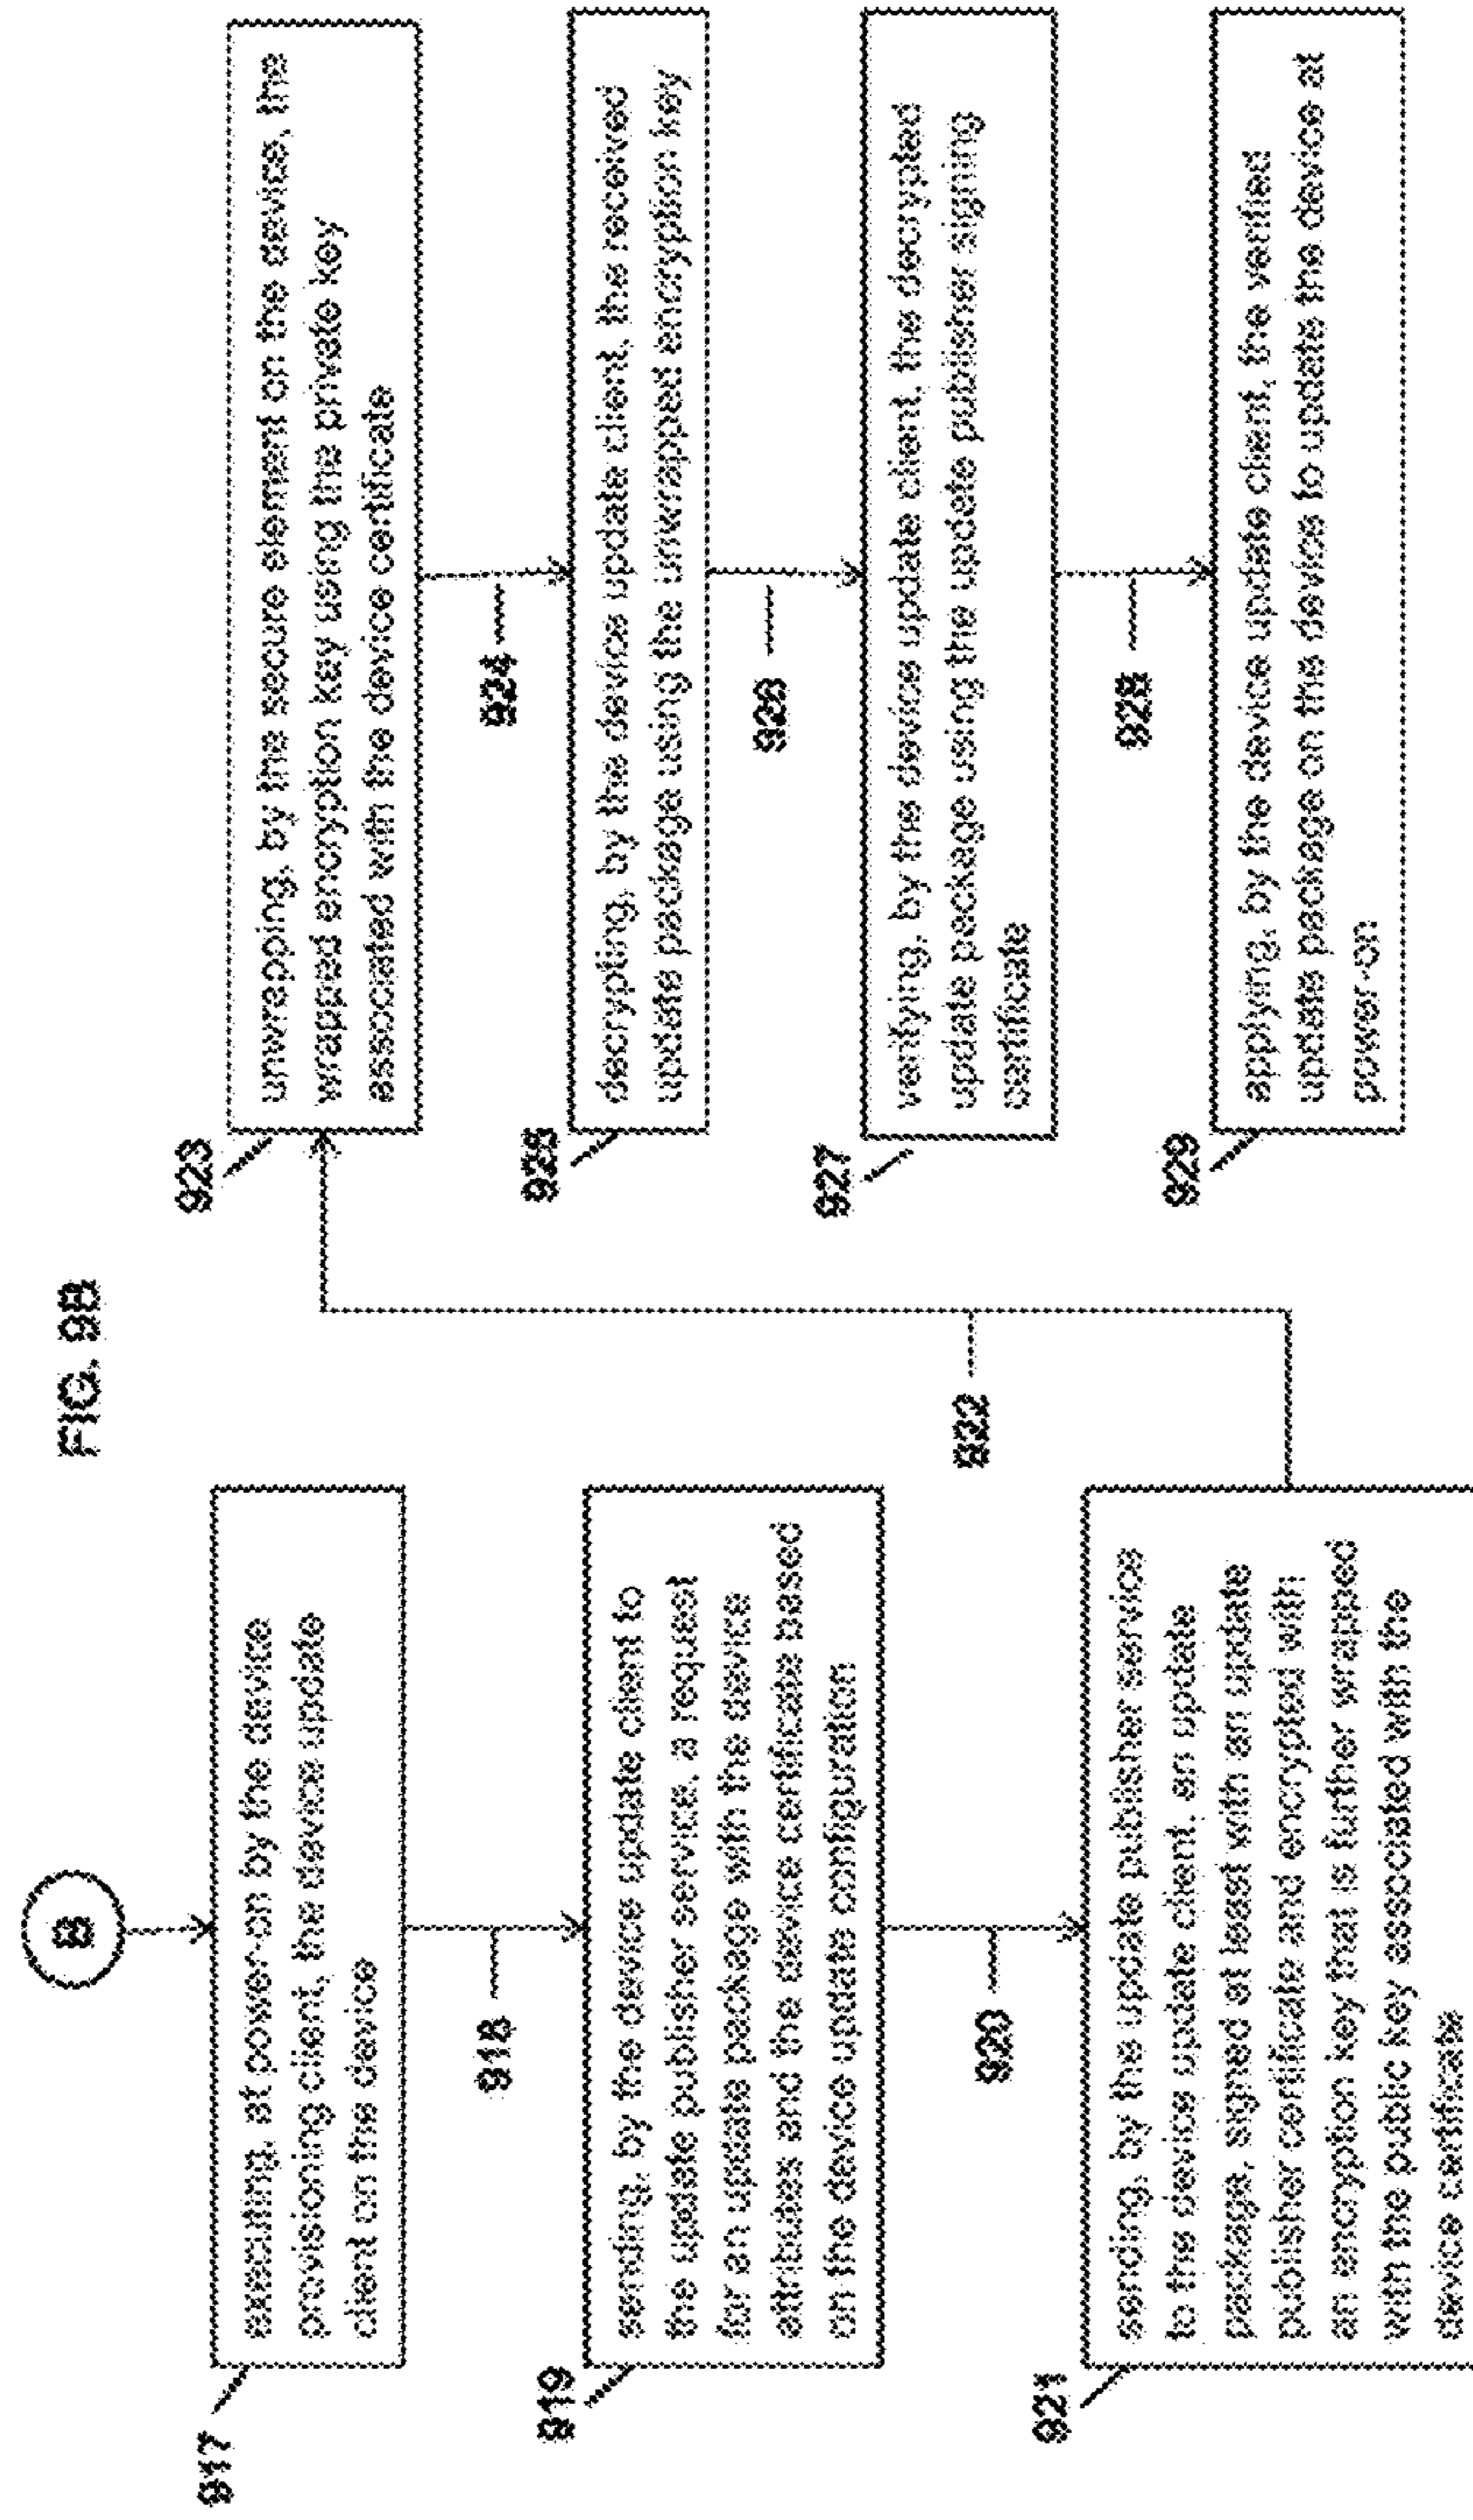 FIG. 9B
B
917
executing, at power-on by the device
provisioning client, the device update
client on the device
918
919
sending, by the device update client to
the update publisher service, a request
for an update package with the device
attributes and the device certificate based
on the device update configuration
920
921
sending, by the update publisher service
to the device update client, an update
package, signed at least with an update
publisher certificate and encrypted with
an encryption key that is further wrapped
with the public key associated with the
device certificate
922
923
unwrapping, by the secure element on the device, the
wrapped encryption key using the private key
associated with the device certificate
924
925
decrypting, by the device update client, the received
update package using the unwrapped encryption key
926
927
verifying, by the device update client, the decrypted
update package using the update publisher signing
certificate
928
929
applying, by the device update client, the verified
update package on the device to update the device at
power-on